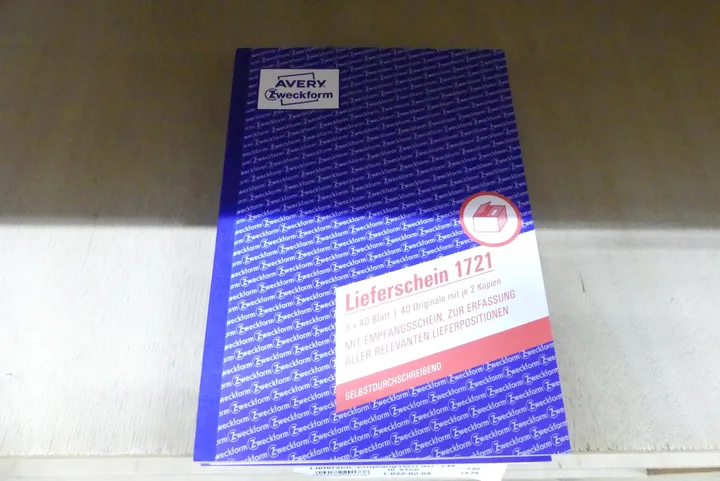 AVERY
Zweckform
Lieferschein 1721
3 x 40 Blatt | 40 Originale mit je 2 Kopien
MIT EMPFANGSSCHEIN, ZUR ERFASSUNG
ALLER RELEVANTEN LIEFERPOSITIONEN
SELBSTDURCHSCHREIBEND